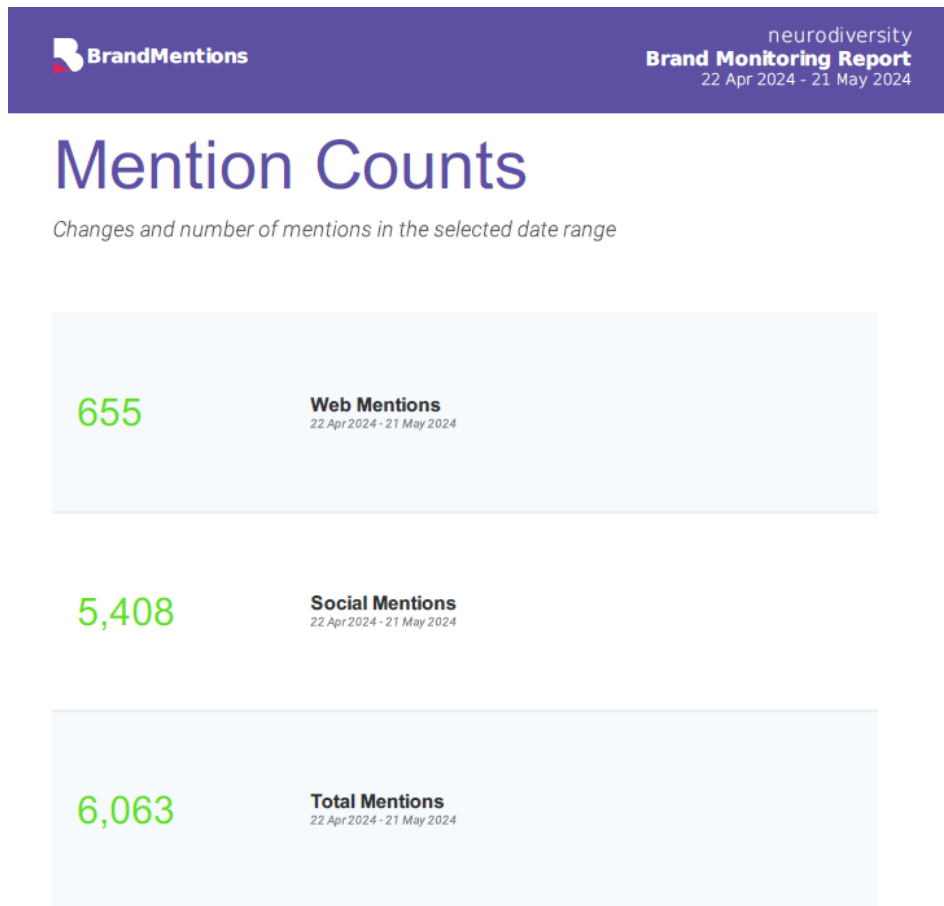 BrandMentions
neurodiversity
Brand Monitoring Report
22 Apr 2024 - 21 May 2024
Mention Counts
Changes and number of mentions in the selected date range
655
Web Mentions
22 Apr 2024 - 21 May 2024
5,408
Social Mentions
22 Apr 2024 - 21 May 2024
6,063
Total Mentions
22 Apr 2024 - 21 May 2024